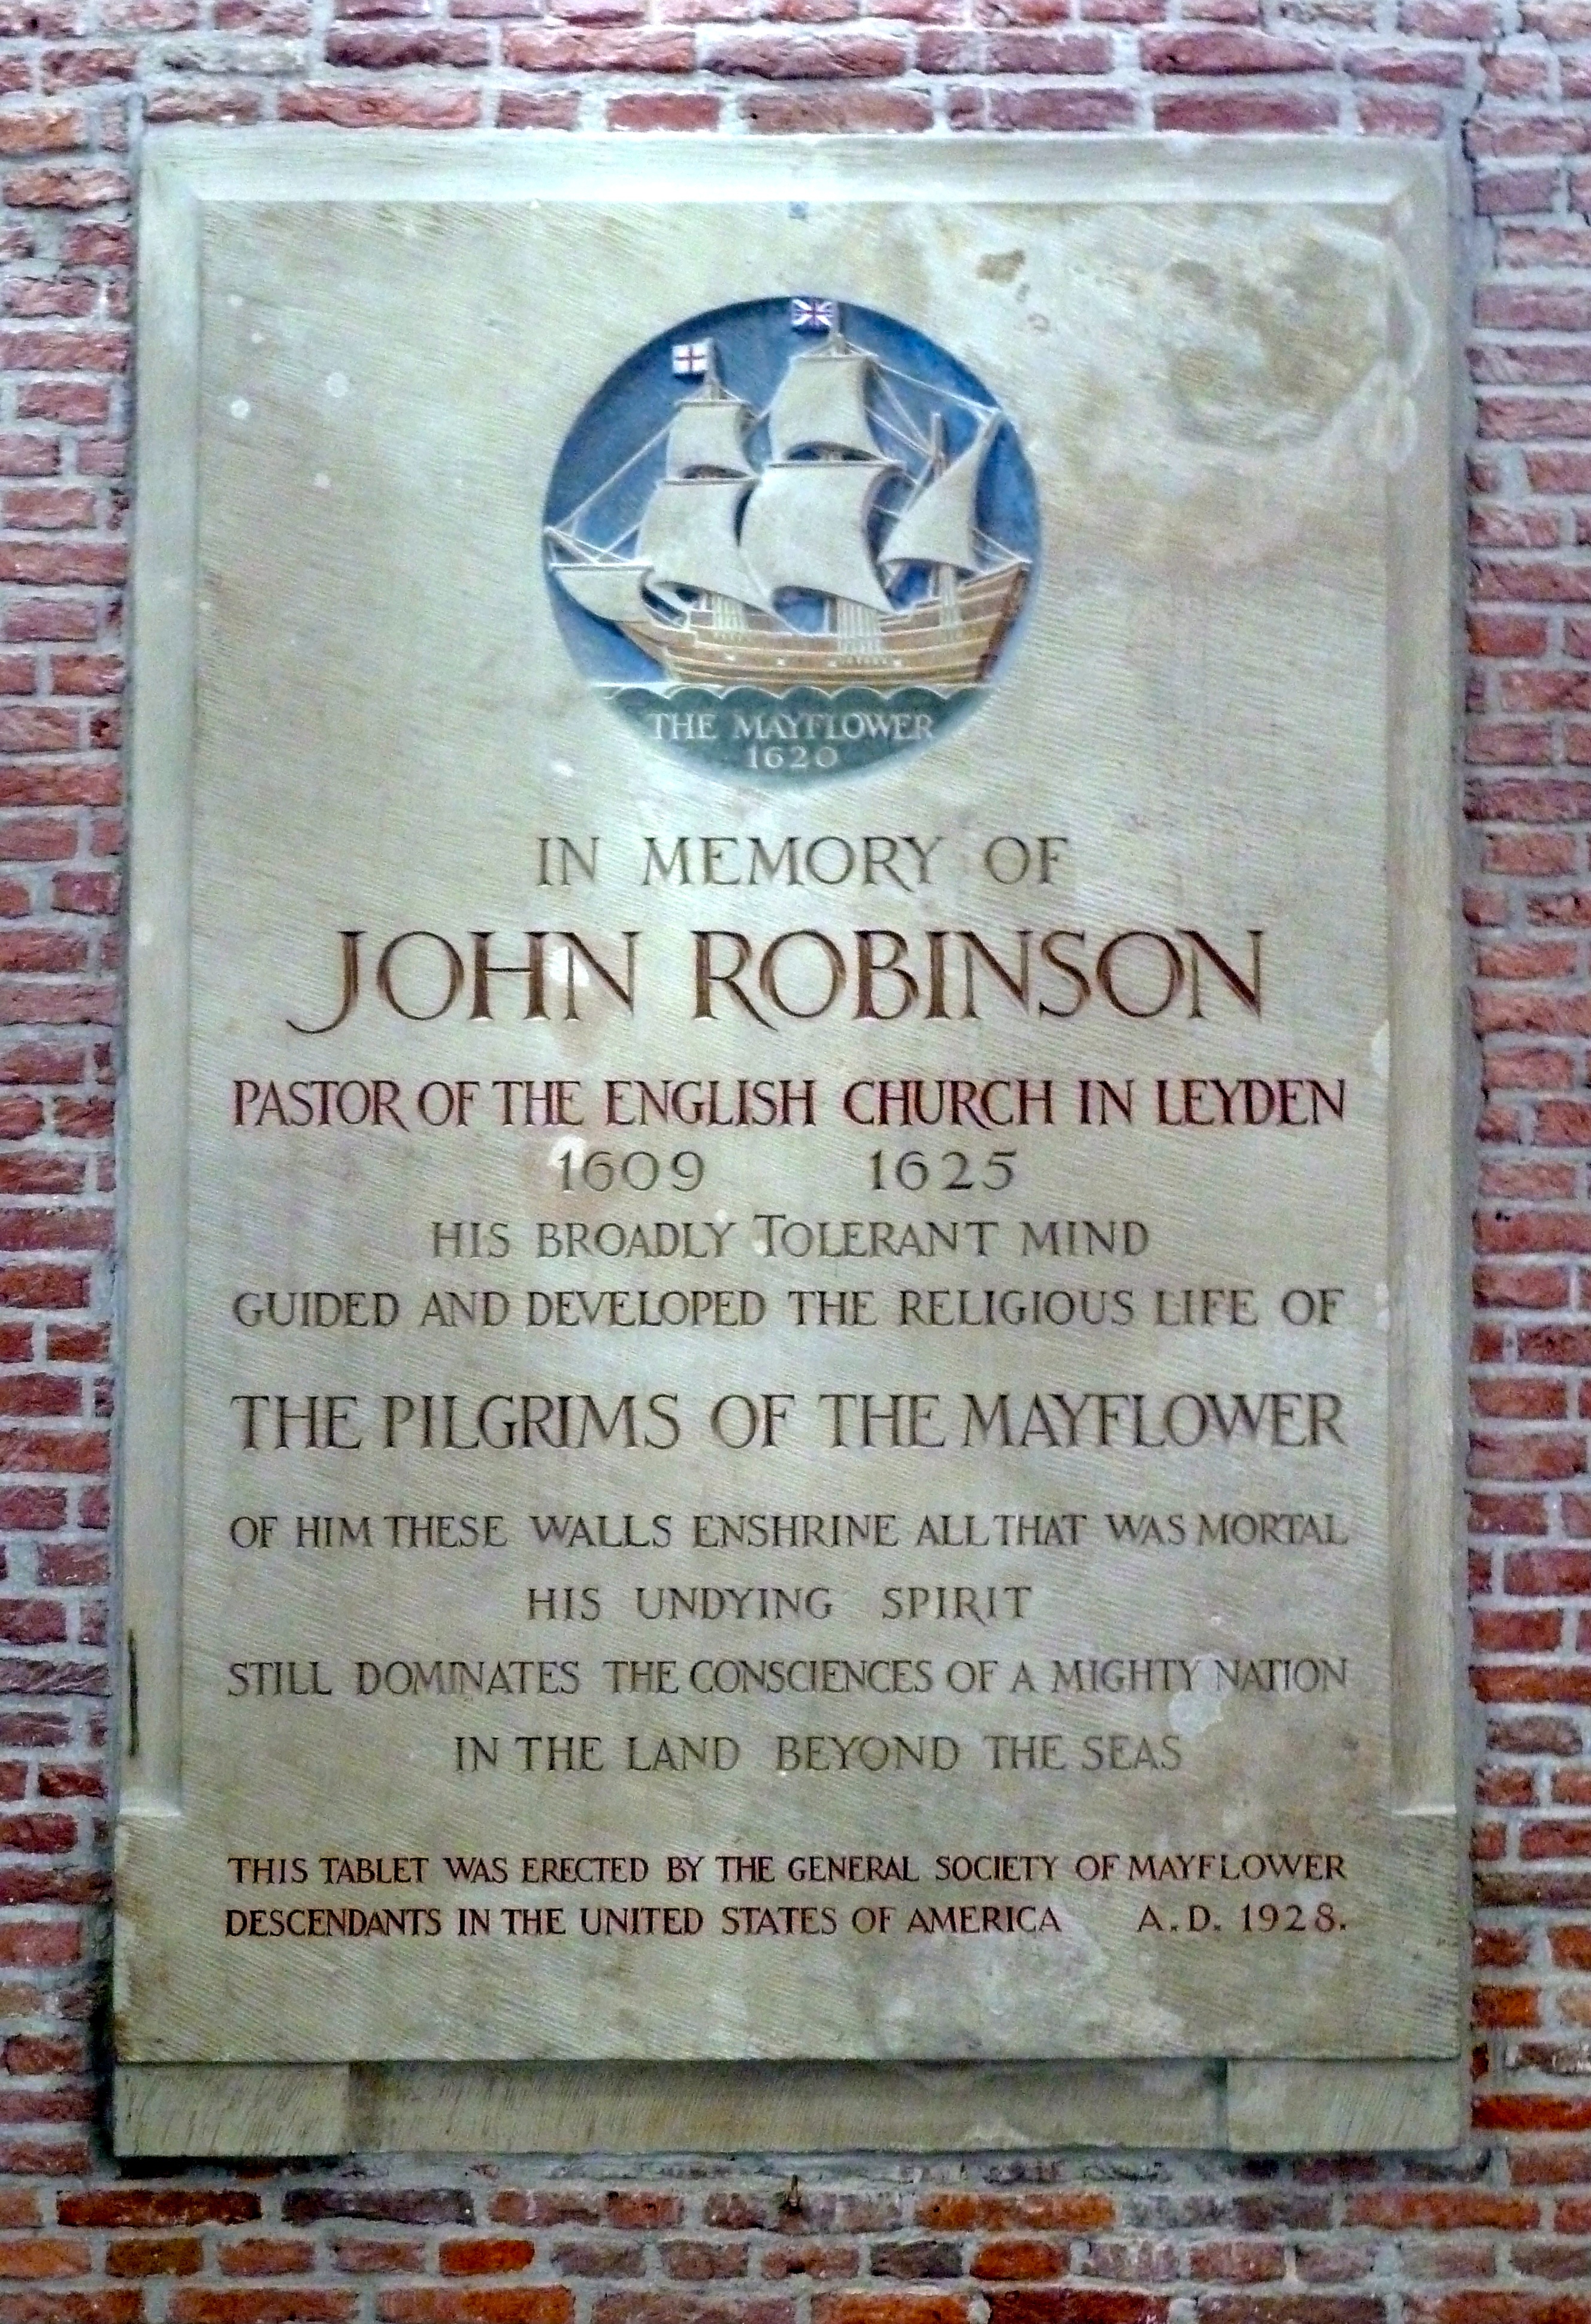 THE MAYFLOWER
1620
IN MEMORY OF
JOHN ROBINSON
PASTOR OF THE ENGLISH CHURCH IN LEYDEN
1609 1625
HIS BROADLY TOLERANT MIND
GUIDED AND DEVELOPED THE RELIGIOUS LIFE OF
THE PILGRIMS OF THE MAYFLOWER
OF HIM THESE WALLS ENSHRINE ALL THAT WAS MORTAL
HIS UNDYING SPIRIT
STILL DOMINATES THE CONSCIENCES OF A MIGHTY NATION
IN THE LAND BEYOND THE SEAS
THIS TABLET WAS ERECTED BY THE GENERAL SOCIETY OF MAYFLOWER
DESCENDANTS IN THE UNITED STATES OF AMERICA A.D. 1928.